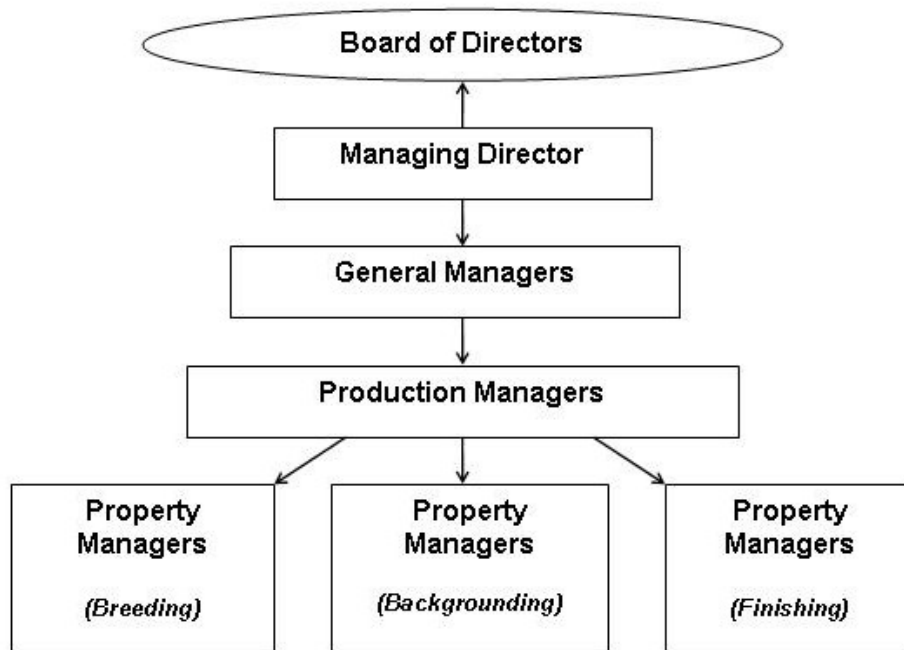 Board of Directors
Managing Director
General Managers
Production Managers
Property
Managers
(Breeding)
Property
Managers
(Backgrounding)
Property
Managers
(Finishing)